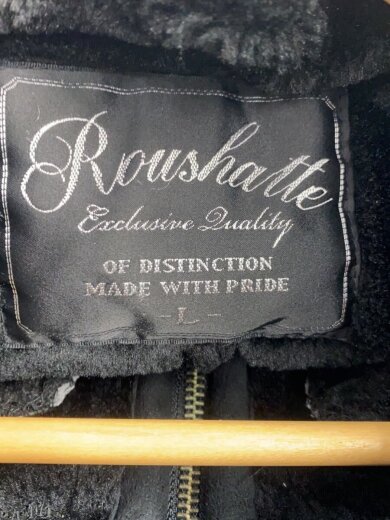 Roushatte
Exclusive Quality
OF DISTINCTION
MADE WITH PRIDE
- L -